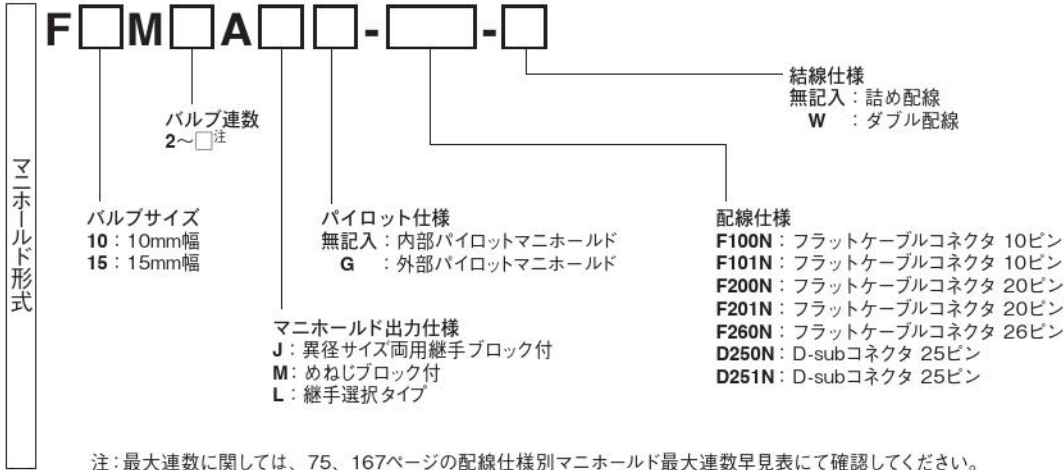 F□M□A□□-□-□
結線仕様
無記入：詰め配線
W ：ダブル配線
バルブ連数
2～□注
マニホールド形式
バルブサイズ
10：10mm幅
15：15mm幅
パイロット仕様
無記入：内部パイロットマニホールド
G ：外部パイロットマニホールド
配線仕様
F100N：フラットケーブルコネクタ 10ピン
F101N：フラットケーブルコネクタ 10ピン
F200N：フラットケーブルコネクタ 20ピン
F201N：フラットケーブルコネクタ 20ピン
F260N：フラットケーブルコネクタ 26ピン
D250N：D-subコネクタ 25ピン
D251N：D-subコネクタ 25ピン
マニホールド出力仕様
J：異径サイズ両用継手ブロック付
M：めねじブロック付
L：継手選択タイプ
注：最大連数に関しては、75、167ページの配線仕様別マニホールド最大連数早見表にて確認してください。